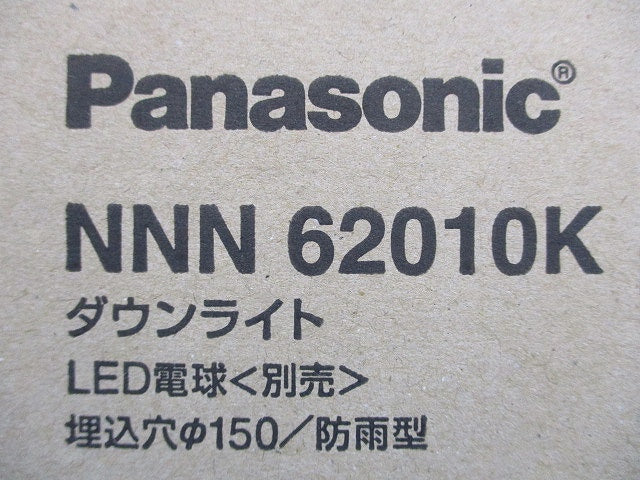 Panasonic®
NNN 62010K
ダウンライト
LED電球<別売>
埋込穴φ150/防雨型